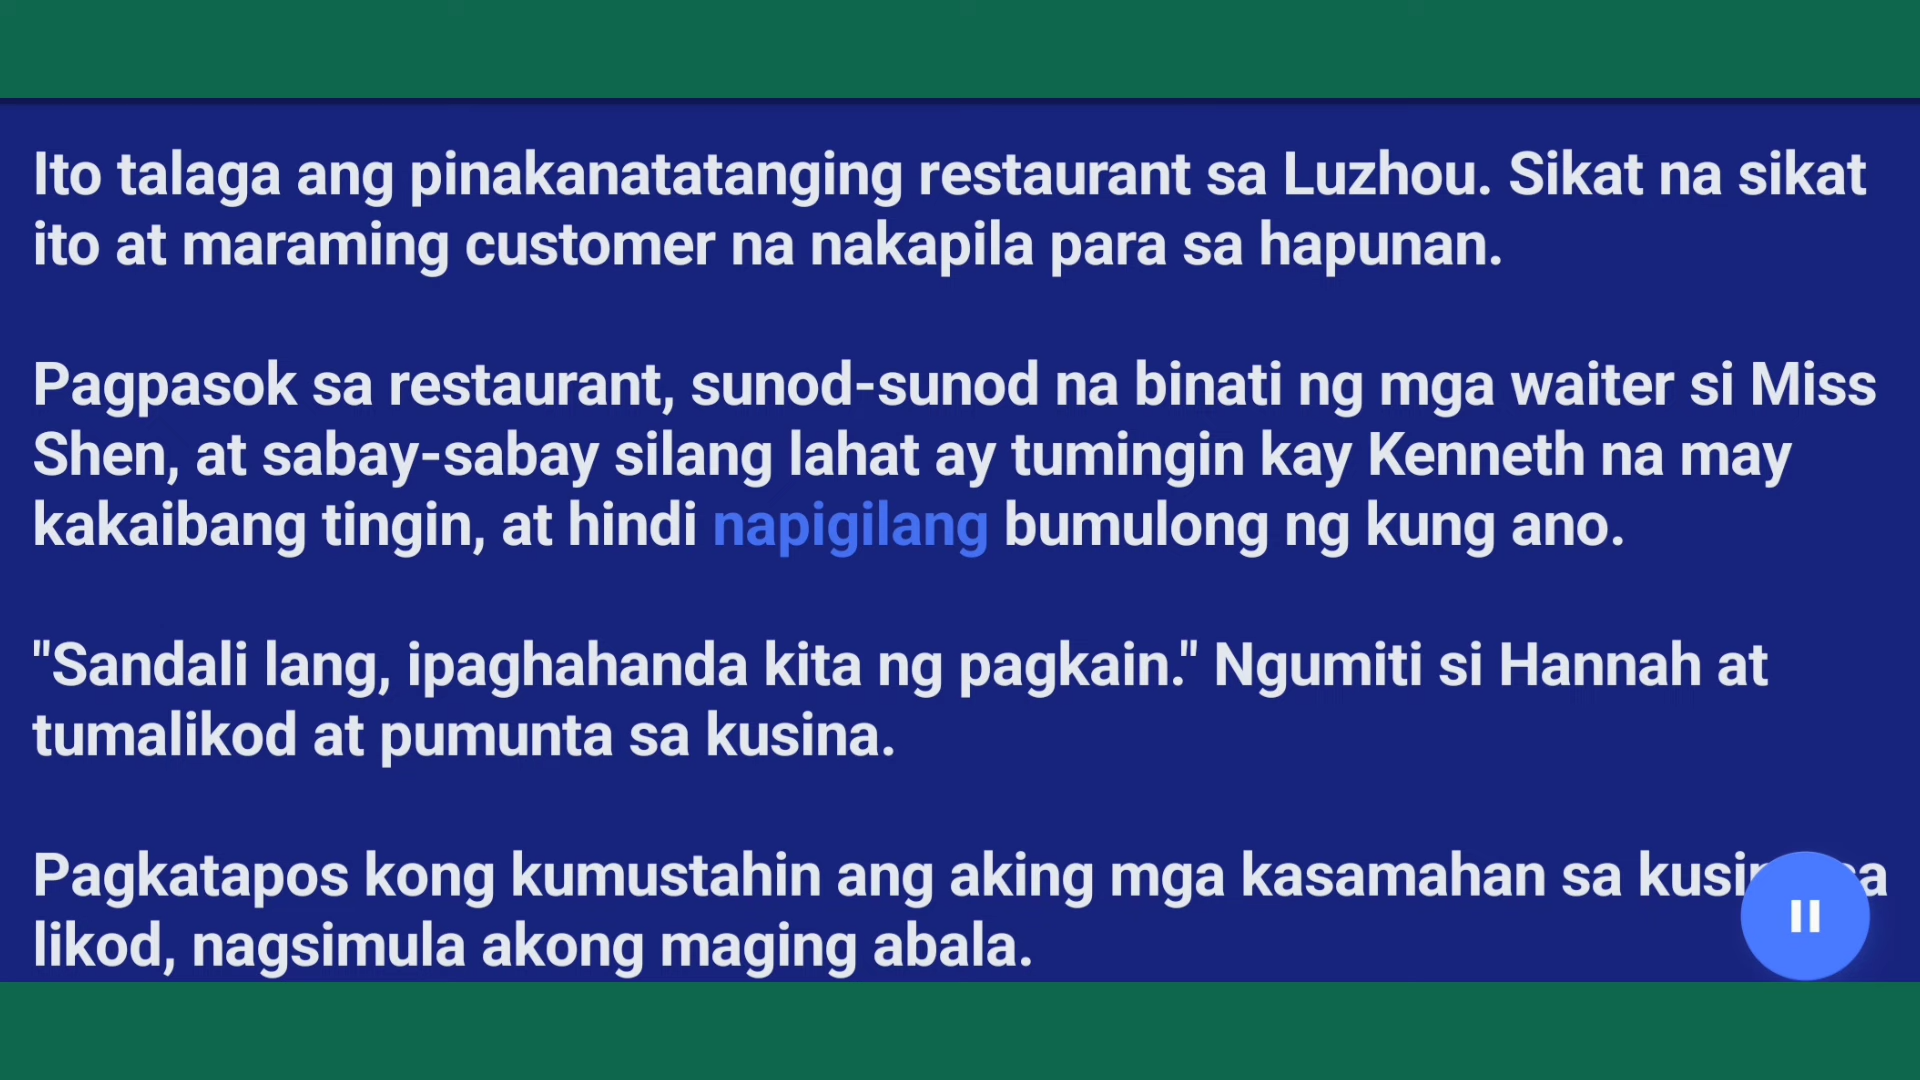 Ito talaga ang pinakanatatanging restaurant sa Luzhou. Sikat na sikat
ito at maraming customer na nakapila para sa hapunan.
Pagpasok sa restaurant, sunod-sunod na binati ng mga waiter si Miss
Shen, at sabay-sabay silang lahat ay tumingin kay Kenneth na may
kakaibang tingin, at hindi napigilang bumulong ng kung ano.
"Sandali lang, ipaghahanda kita ng pagkain." Ngumiti si Hannah at
tumalikod at pumunta sa kusina.
Pagkatapos kong kumustahin ang aking mga kasamahan sa
likod, nagsimula akong maging abala.